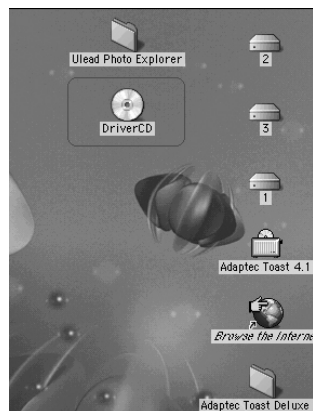 Ulead Photo Explorer
2
DriverCD
3
1
Adaptec Toast 4.1
Browse the Interne
Adaptec Toast Deluxe